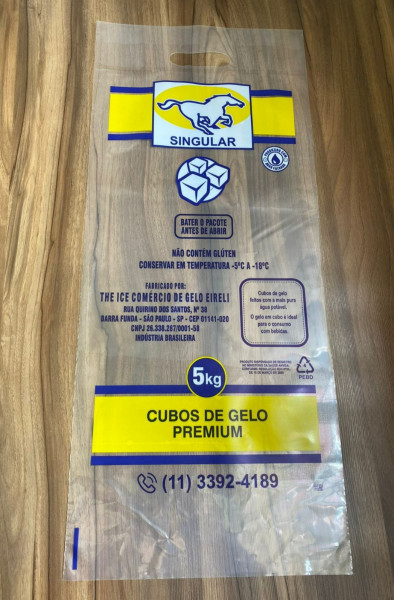 SINGULAR
BATER O PACOTE
ANTES DE ABRIR
NÃO CONTÉM GLÚTEN
CONSERVAR EM TEMPERATURA -5ºC A -18ºC
FABRICADO POR:
THE ICE COMÉRCIO DE GELO EIRELI
RUA QUIRINO DOS SANTOS, Nº 36
BARRA FUNDA - SÃO PAULO - SP - CEP 01141-020
CNPJ 26.338.287/0001-58
INDÚSTRIA BRASILEIRA
Cubos de gelo
feitos com a mais pura
água potável.
O gelo em cubo é ideal
para o consumo
com bebidas.
4
PEBD
5kg
CUBOS DE GELO
PREMIUM
(11) 3392-4189